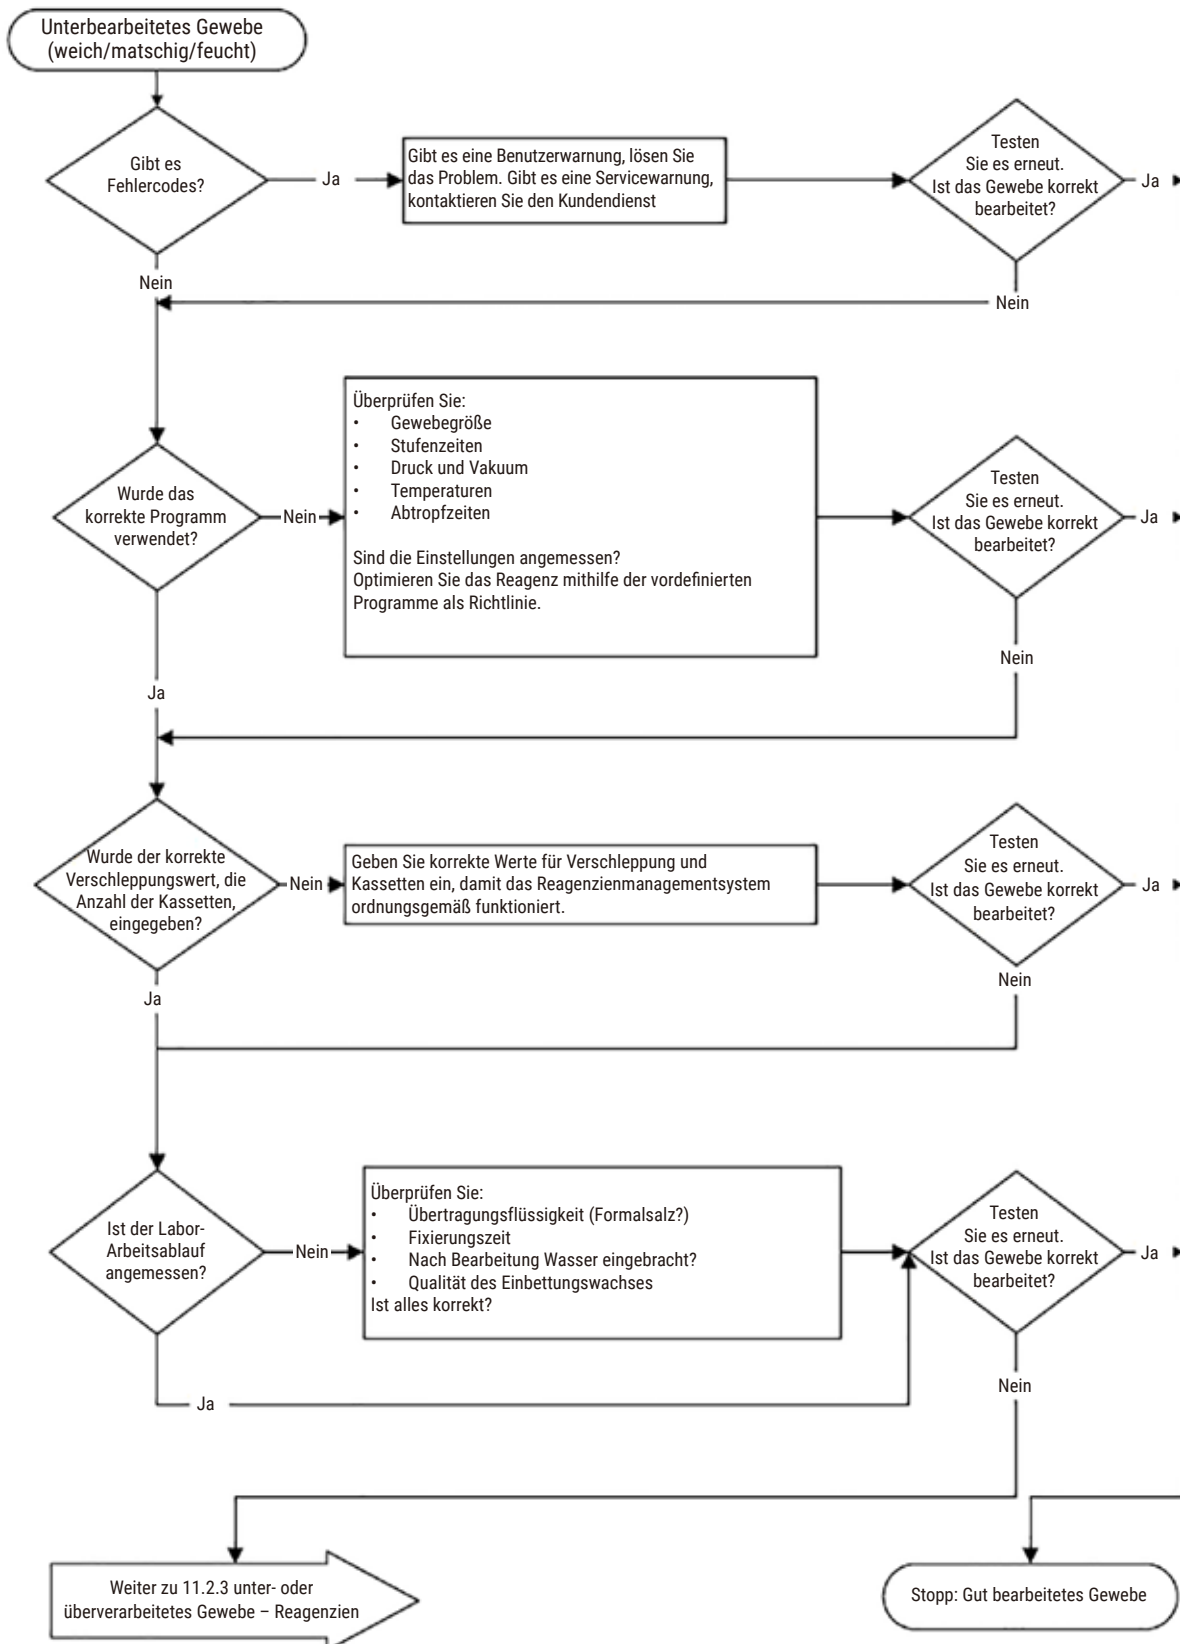 Unterbearbeitetes Gewebe
(weich/matschig/feucht)
Gibt es
Fehlercodes?
Ja
Gibt es eine Benutzerwarnung, lösen Sie
das Problem. Gibt es eine Servicewarnung,
kontaktieren Sie den Kundendienst
Testen
Sie es erneut.
Ist das Gewebe korrekt
bearbeitet?
Ja
Nein
Nein
Wurde das
korrekte Programm
verwendet?
Nein
Überprüfen Sie:
• Gewebegröße
• Stufenzeiten
• Druck und Vakuum
• Temperaturen
• Abtropfzeiten
Sind die Einstellungen angemessen?
Optimieren Sie das Reagenz mithilfe der vordefinierten
Programme als Richtlinie.
Testen
Sie es erneut.
Ist das Gewebe korrekt
bearbeitet?
Ja
Nein
Ja
Wurde der korrekte
Verschleppungswert, die
Anzahl der Kassetten,
eingegeben?
Nein
Geben Sie korrekte Werte für Verschleppung und
Kassetten ein, damit das Reagenzienmanagementsystem
ordnungsgemäß funktioniert.
Testen
Sie es erneut.
Ist das Gewebe korrekt
bearbeitet?
Ja
Nein
Ja
Ist der Labor-
Arbeitsablauf
angemessen?
Nein
Überprüfen Sie:
• Übertragungsflüssigkeit (Formalsalz?)
• Fixierungszeit
• Nach Bearbeitung Wasser eingebracht?
• Qualität des Einbettungswachses
Ist alles korrekt?
Testen
Sie es erneut.
Ist das Gewebe korrekt
bearbeitet?
Ja
Nein
Ja
Weiter zu 11.2.3 unter- oder
überverarbeitetes Gewebe – Reagenzien
Stopp: Gut bearbeitetes Gewebe